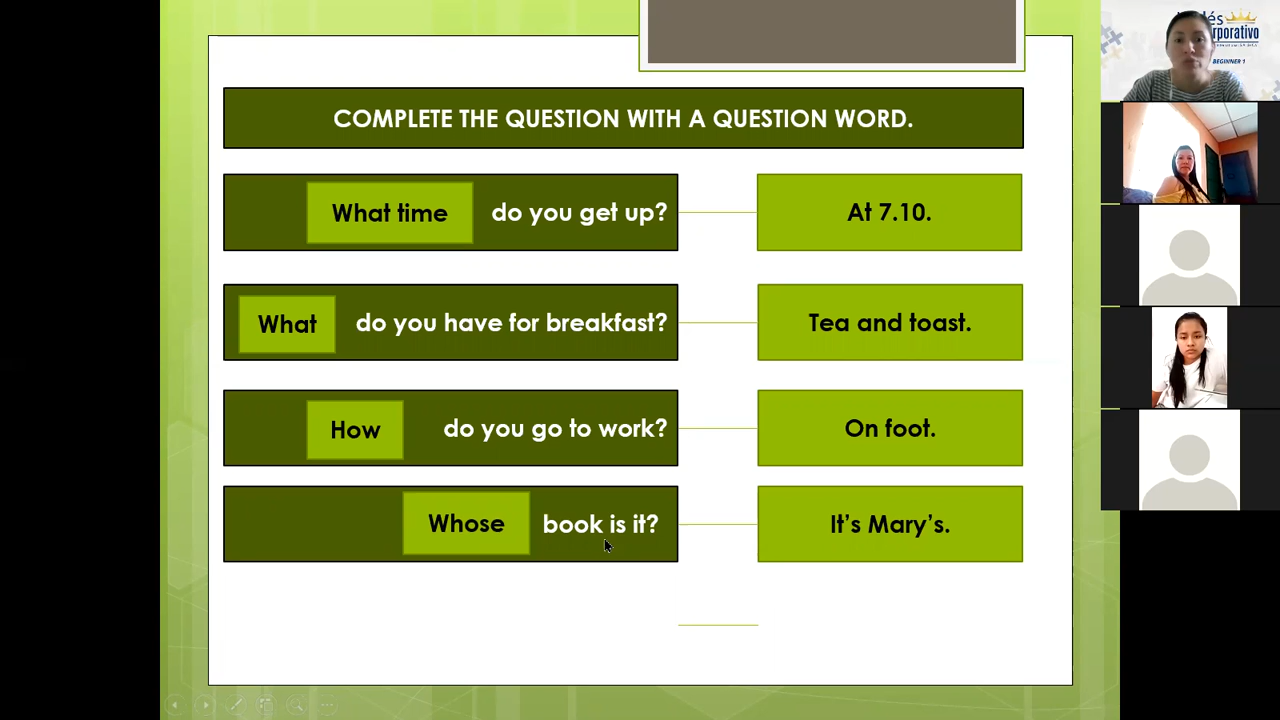 COMPLETE THE QUESTION WITH A QUESTION WORD.
What time do you get up?
At 7.10.
What do you have for breakfast?
Tea and toast.
How do you go to work?
On foot.
Whose book is it?
It's Mary's.
BEGINNER 1